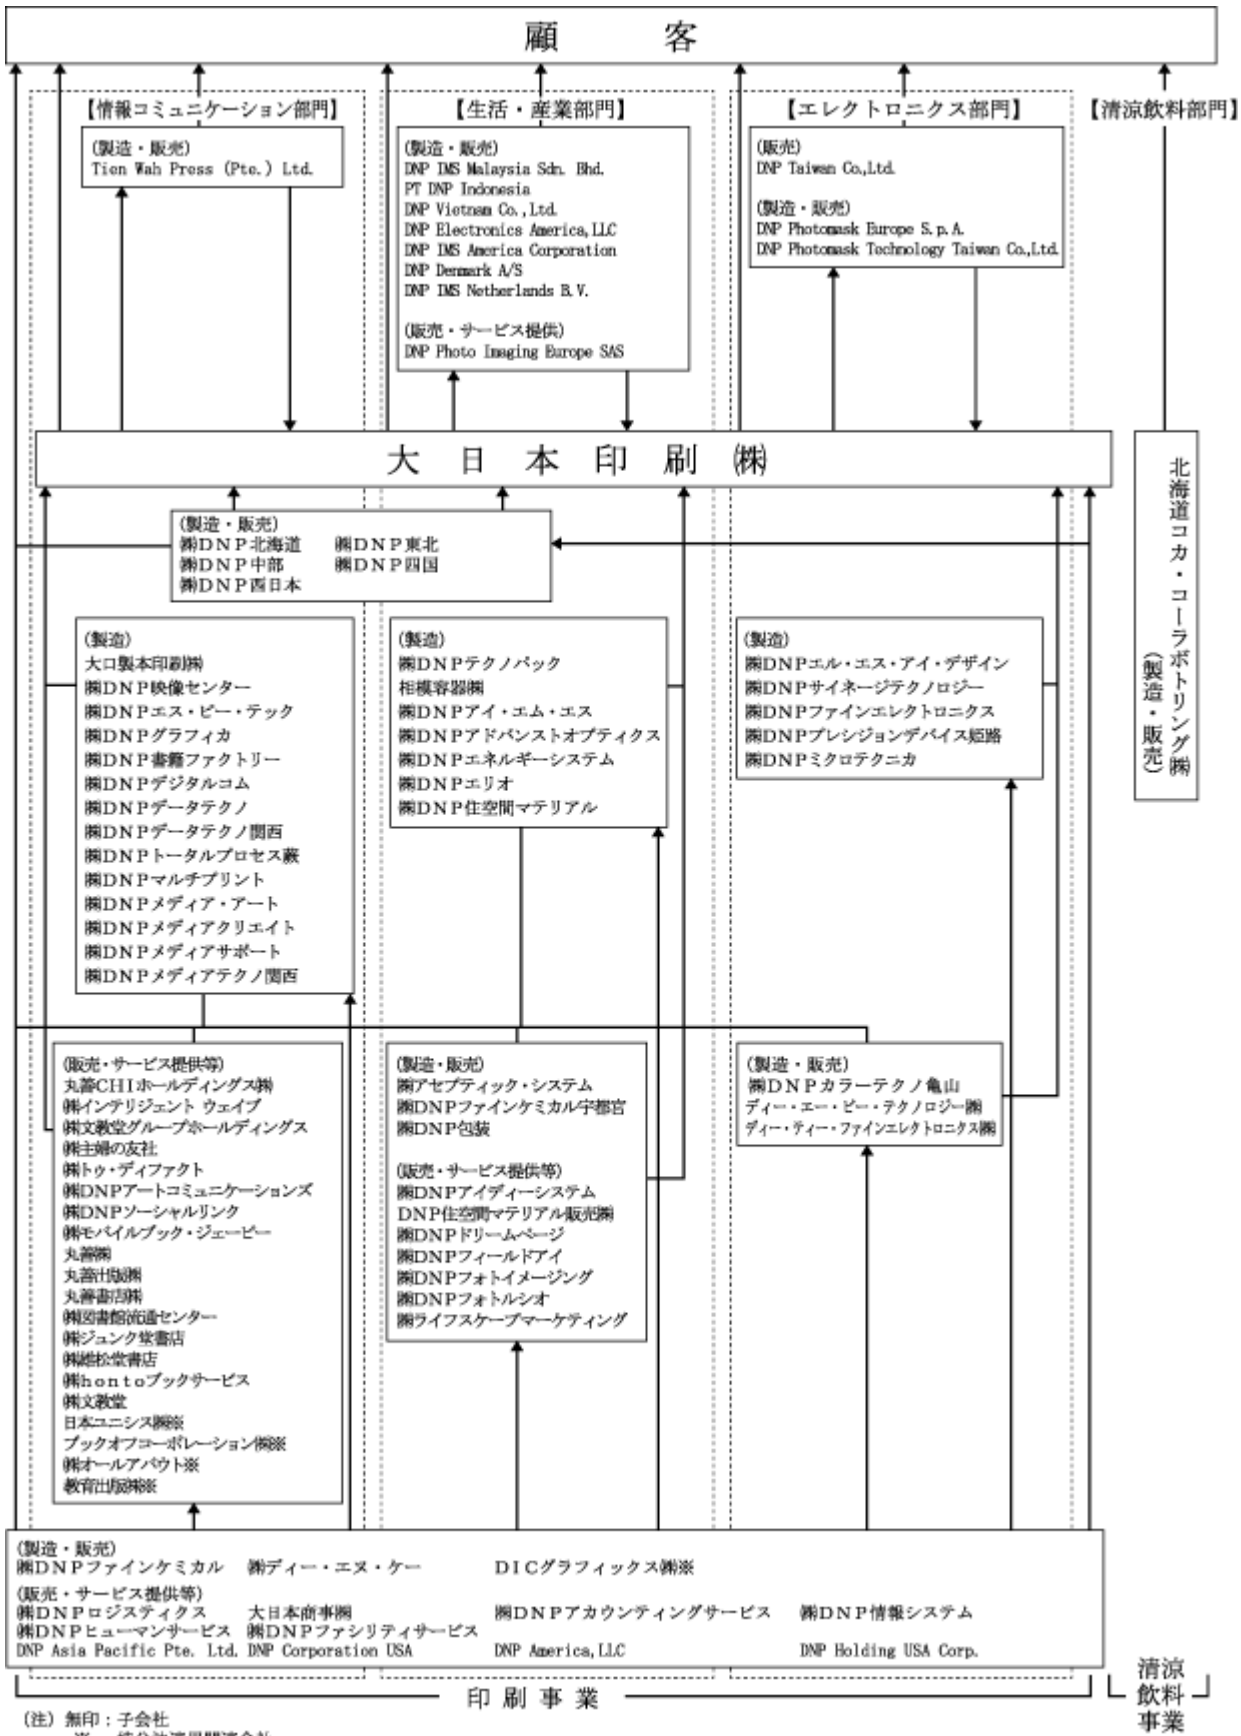 顧客
【情報コミュニケーション部門】
【生活・産業部門】
【エレクトロニクス部門】
【清涼飲料部門】
(製造・販売)
Tien Wah Press (Pte.) Ltd.
(製造・販売)
DNP IMS Malaysia Sdn. Bhd.
PT DNP Indonesia
DNP Vietnam Co.,Ltd.
DNP Electronics America,LLC
DNP IMS America Corporation
DNP Denmark A/S
DNP IMS Netherlands B.V.
(販売・サービス提供)
DNP Photo Imaging Europe SAS
(販売)
DNP Taiwan Co.,Ltd.
(製造・販売)
DNP Photomask Europe S.p.A.
DNP Photomask Technology Taiwan Co.,Ltd.
大日本印刷㈱
北海道コカ・コーラボトリング㈱
(製造・販売)
(製造・販売)
㈱DNP北海道 ㈱DNP東北
㈱DNP中部 ㈱DNP四国
㈱DNP西日本
(製造)
大口製本印刷㈱
㈱DNP映像センター
㈱DNPエス・ピー・テック
㈱DNPグラフィカ
㈱DNP書籍ファクトリー
㈱DNPデジタルコム
㈱DNPデータテクノ
㈱DNPデータテクノ関西
㈱DNPトータルプロセス蕨
㈱DNPマルチプリント
㈱DNPメディア・アート
㈱DNPメディアクリエイト
㈱DNPメディアサポート
㈱DNPメディアテクノ関西
(製造)
㈱DNPテクノパック
相模容器㈱
㈱DNPアイ・エム・エス
㈱DNPアドバンストオプティクス
㈱DNPエネルギーシステム
㈱DNPエリオ
㈱DNP住空間マテリアル
(製造)
㈱DNPエル・エス・アイ・デザイン
㈱DNPサイネージテクノロジー
㈱DNPファインエレクトロニクス
㈱DNPプレシジョンデバイス姫路
㈱DNPミクロテクニカ
(販売・サービス提供等)
丸善CHIホールディングス㈱
㈱インテリジェント ウェイブ
㈱文教堂グループホールディングス
㈱主婦の友社
㈱トゥ・ディファクト
㈱DNPアートコミュニケーションズ
㈱DNPソーシャルリンク
㈱モバイルブック・ジェーピー
丸善㈱
丸善出版㈱
丸善書店㈱
㈱図書館流通センター
㈱ジュンク堂書店
㈱雄松堂書店
㈱hontoブックサービス
㈱文教堂
日本ユニシス㈱※
ブックオフコーポレーション㈱※
㈱オールアバウト※
教育出版㈱※
(製造・販売)
㈱アセプティック・システム
㈱DNPファインケミカル宇都宮
㈱DNP包装
(販売・サービス提供等)
㈱DNPアイディーシステム
DNP住空間マテリアル販売㈱
㈱DNPドリームページ
㈱DNPフィールドアイ
㈱DNPフォトイメージング
㈱DNPフォトルシオ
㈱ライフスケープマーケティング
(製造・販売)
㈱DNPカラーテクノ亀山
ディー・エー・ピー・テクノロジー㈱
ディー・ティー・ファインエレクトロニクス㈱
(製造・販売)
㈱DNPファインケミカル ㈱ディー・エヌ・ケー DICグラフィックス㈱※
(販売・サービス提供等)
㈱DNPロジスティクス 大日本商事㈱ ㈱DNPアカウンティングサービス ㈱DNP情報システム
㈱DNPヒューマンサービス ㈱DNPファシリティサービス
DNP Asia Pacific Pte. Ltd. DNP Corporation USA DNP America,LLC DNP Holding USA Corp.
印刷事業
清涼
飲料
事業
(注) 無印:子会社